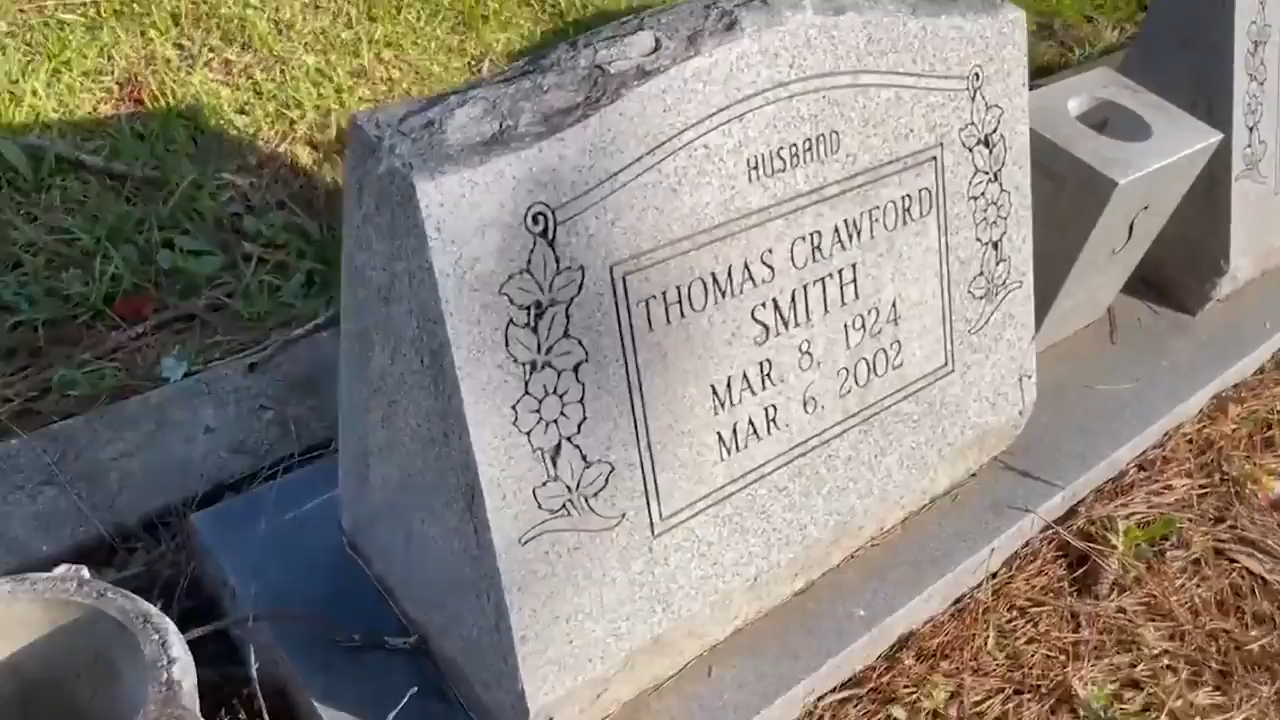 HUSBAND
THOMAS CRAWFORD
SMITH
MAR. 8, 1924
MAR. 6, 2002
S